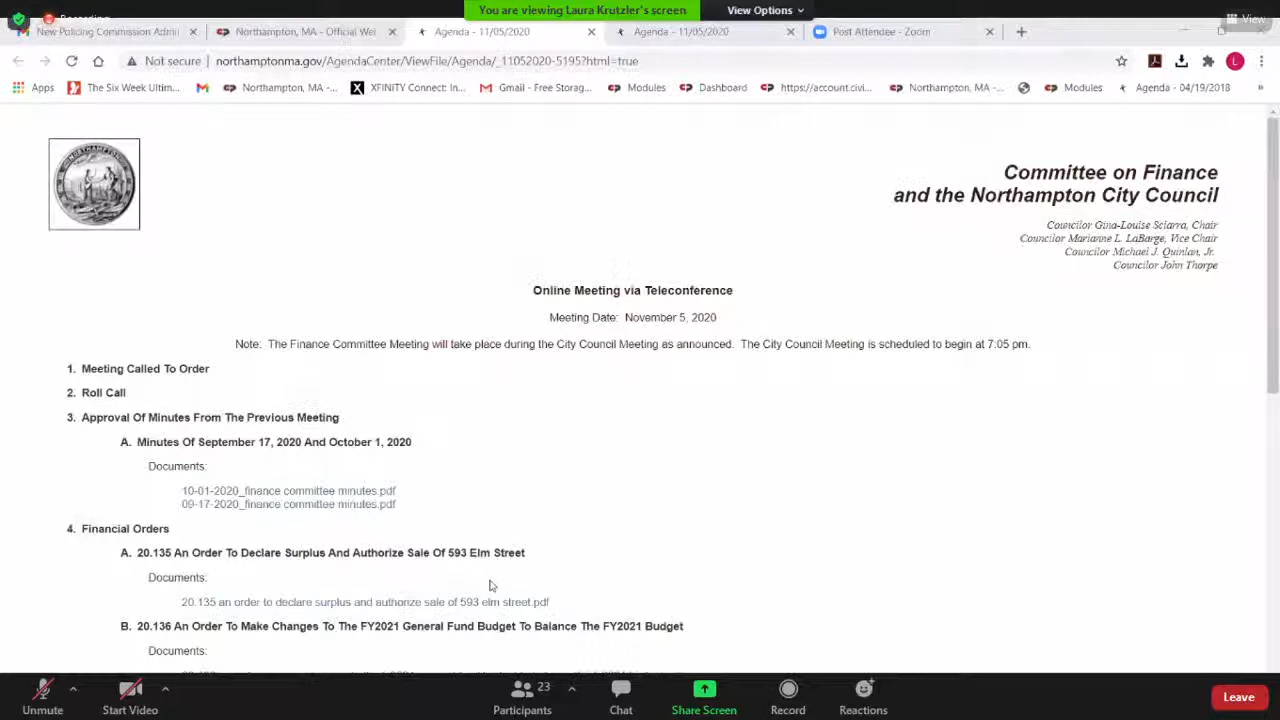 Recording
You are viewing Laura Krutzler's screen
View Options
View
New Policing Commission Admi
Northampton, MA - Official Wel
Agenda - 11/05/2020
Agenda - 11/05/2020
Post Attendee - Zoom
Not secure
northamptonma.gov/AgendaCenter/ViewFile/Agenda/_11052020-5195?html=true
L
Apps
The Six Week Ultim...
Northampton, MA -...
XFINITY Connect: In...
Gmail - Free Storag...
Modules
Dashboard
https://account.civi...
Northampton, MA -...
Modules
Agenda - 04/19/2018
»
Committee on Finance
and the Northampton City Council
Councilor Gina-Louise Sciarra, Chair
Councilor Marianne L. LaBarge, Vice Chair
Councilor Michael J. Quinlan, Jr.
Councilor John Thorpe
Online Meeting via Teleconference
Meeting Date: November 5, 2020
Note: The Finance Committee Meeting will take place during the City Council Meeting as announced. The City Council Meeting is scheduled to begin at 7:05 pm.
1. Meeting Called To Order
2. Roll Call
3. Approval Of Minutes From The Previous Meeting
A. Minutes Of September 17, 2020 And October 1, 2020
Documents:
10-01-2020_finance committee minutes.pdf
09-17-2020_finance committee minutes.pdf
4. Financial Orders
A. 20.135 An Order To Declare Surplus And Authorize Sale Of 593 Elm Street
Documents:
20.135 an order to declare surplus and authorize sale of 593 elm street.pdf
B. 20.136 An Order To Make Changes To The FY2021 General Fund Budget To Balance The FY2021 Budget
Documents:
23
Unmute
Start Video
Participants
Chat
Share Screen
Record
Reactions
Leave